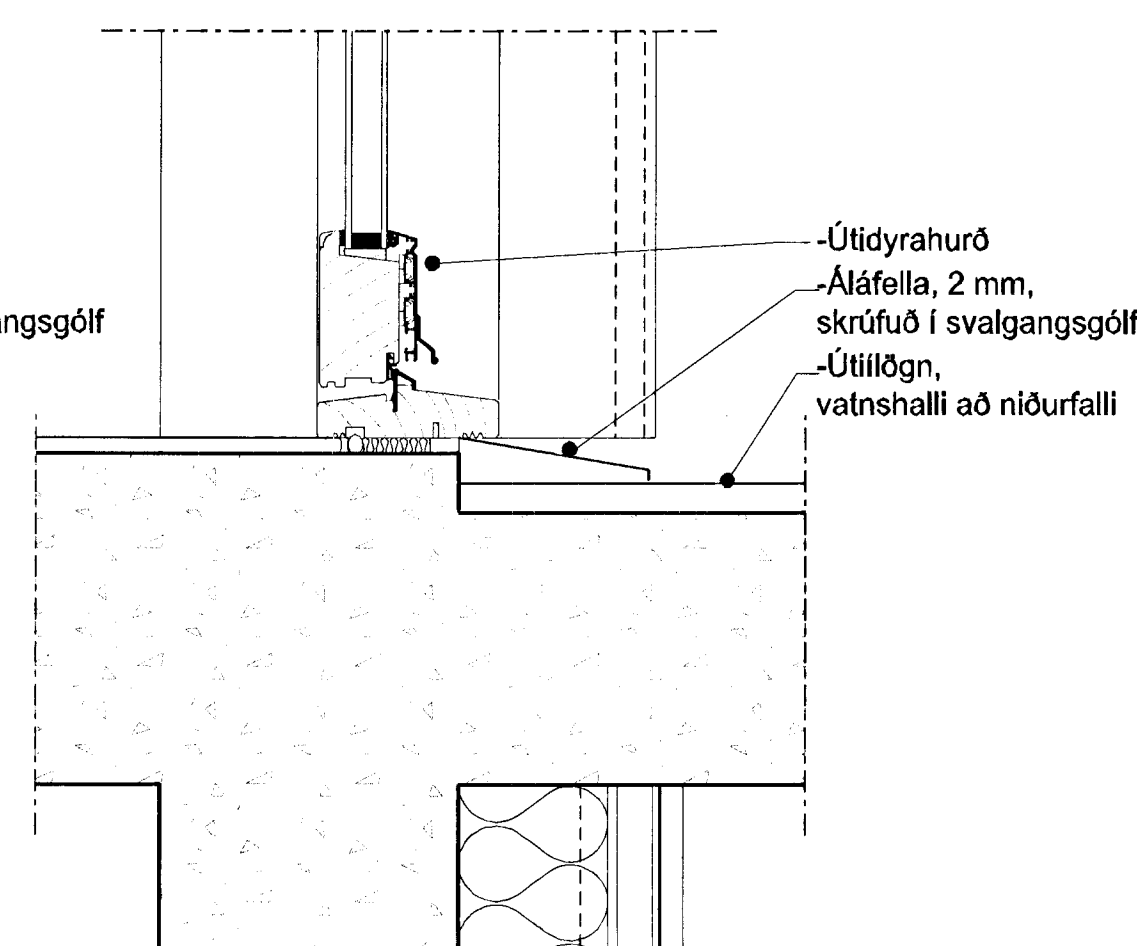 -Útidyrahurð
-Áláfella, 2 mm,
skrúfuð í svalgangsgólf
-Útiílögn,
vatnshalli að niðurfalli
angsgólf